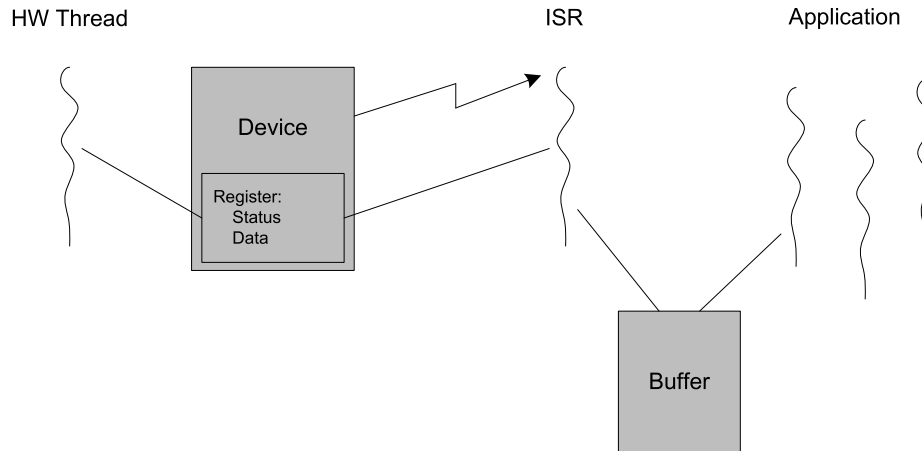 HW Thread
ISR
Application
Device
Register:
Status
Data
Buffer